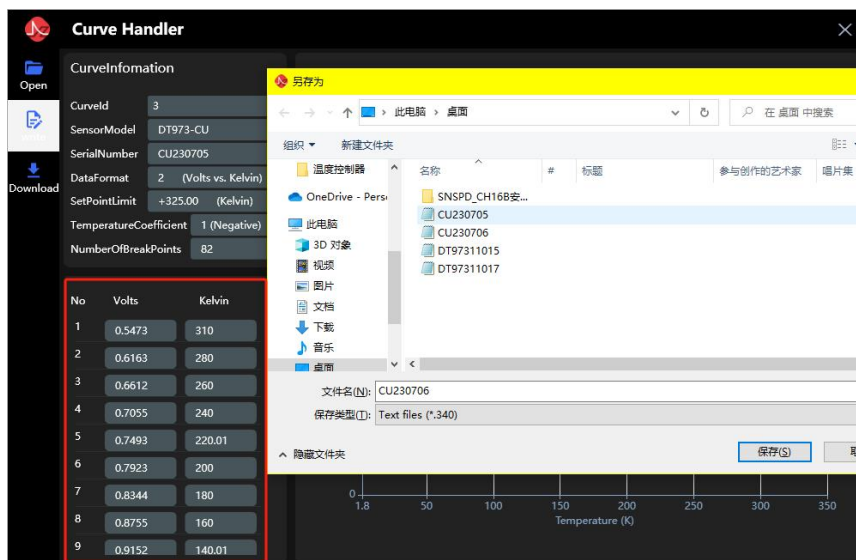 Curve Handler
Open
Download
CurveInfomation
CurveId 3
SensorModel DT973-CU
SerialNumber CU230705
DataFormat 2 (Volts vs. Kelvin)
SetPointLimit +325.00 (Kelvin)
TemperatureCoefficient 1 (Negative)
NumberOfBreakPoints 82
No Volts Kelvin
1 0.5473 310
2 0.6163 280
3 0.6612 260
4 0.7055 240
5 0.7493 220.01
6 0.7923 200
7 0.8344 180
8 0.8755 160
9 0.9152 140.01
另存为
此电脑 › 桌面
在 桌面 中搜索
组织 新建文件夹
温度控制器
OneDrive - Pers
此电脑
3D 对象
视频
图片
文档
下载
音乐
桌面
名称 # 标题 参与创作的艺术家 唱片集
SNSPD_CH16B安...
CU230705
CU230706
DT97311015
DT97311017
文件名(N): CU230706
保存类型(T): Text files (*.340)
隐藏文件夹
保存(S)
0
1.8 50 100 150 200 250 300 350
Temperature (K)